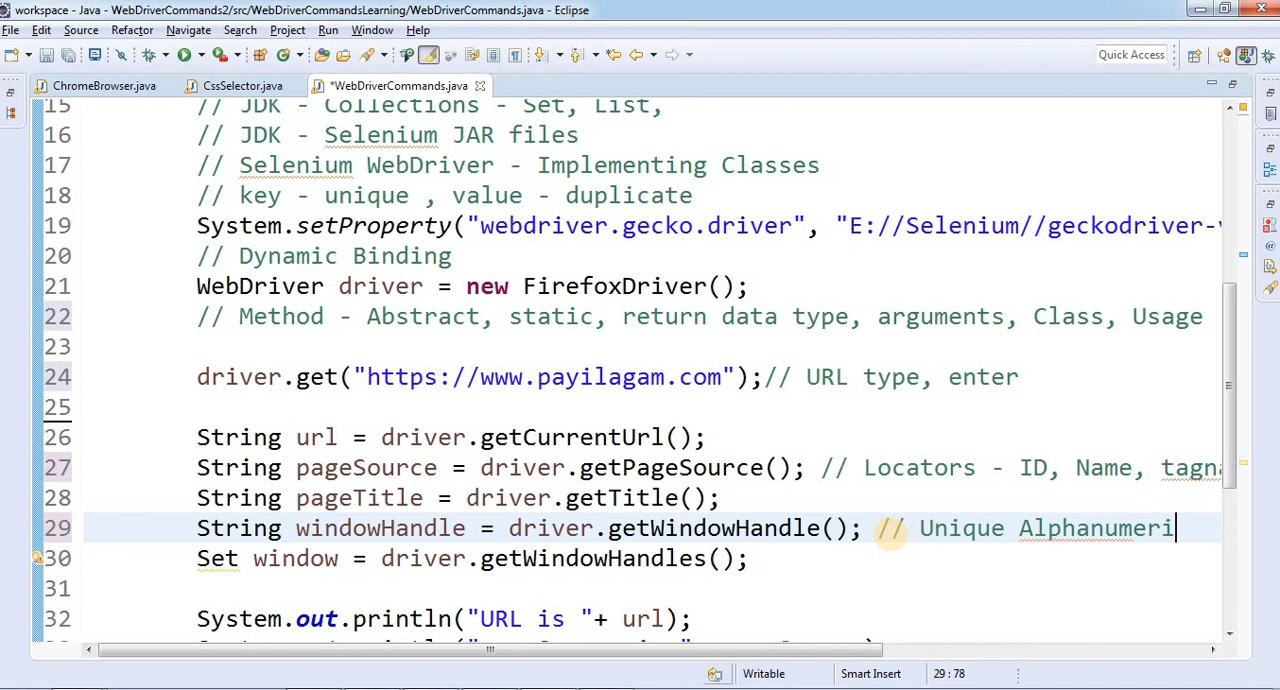 workspace - Java - WebDriverCommands2/src/WebDriverCommandsLearning/WebDriverCommands.java - Eclipse
File Edit Source Refactor Navigate Search Project Run Window Help
Quick Access
ChromeBrowser.java CssSelector.java *WebDriverCommands.java
15 // JDK - Collections - Set, List,
16 // JDK - Selenium JAR files
17 // Selenium WebDriver - Implementing Classes
18 // key - unique , value - duplicate
19 System.setProperty("webdriver.gecko.driver", "E://Selenium//geckodriver-v
20 // Dynamic Binding
21 WebDriver driver = new FirefoxDriver();
22 // Method - Abstract, static, return data type, arguments, Class, Usage
23
24 driver.get("https://www.payilagam.com");// URL type, enter
25
26 String url = driver.getCurrentUrl();
27 String pageSource = driver.getPageSource(); // Locators - ID, Name, tagna
28 String pageTitle = driver.getTitle();
29 String windowHandle = driver.getWindowHandle(); // Unique Alphanumeri
30 Set window = driver.getWindowHandles();
31
32 System.out.println("URL is "+ url);
Writable Smart Insert 29 : 78